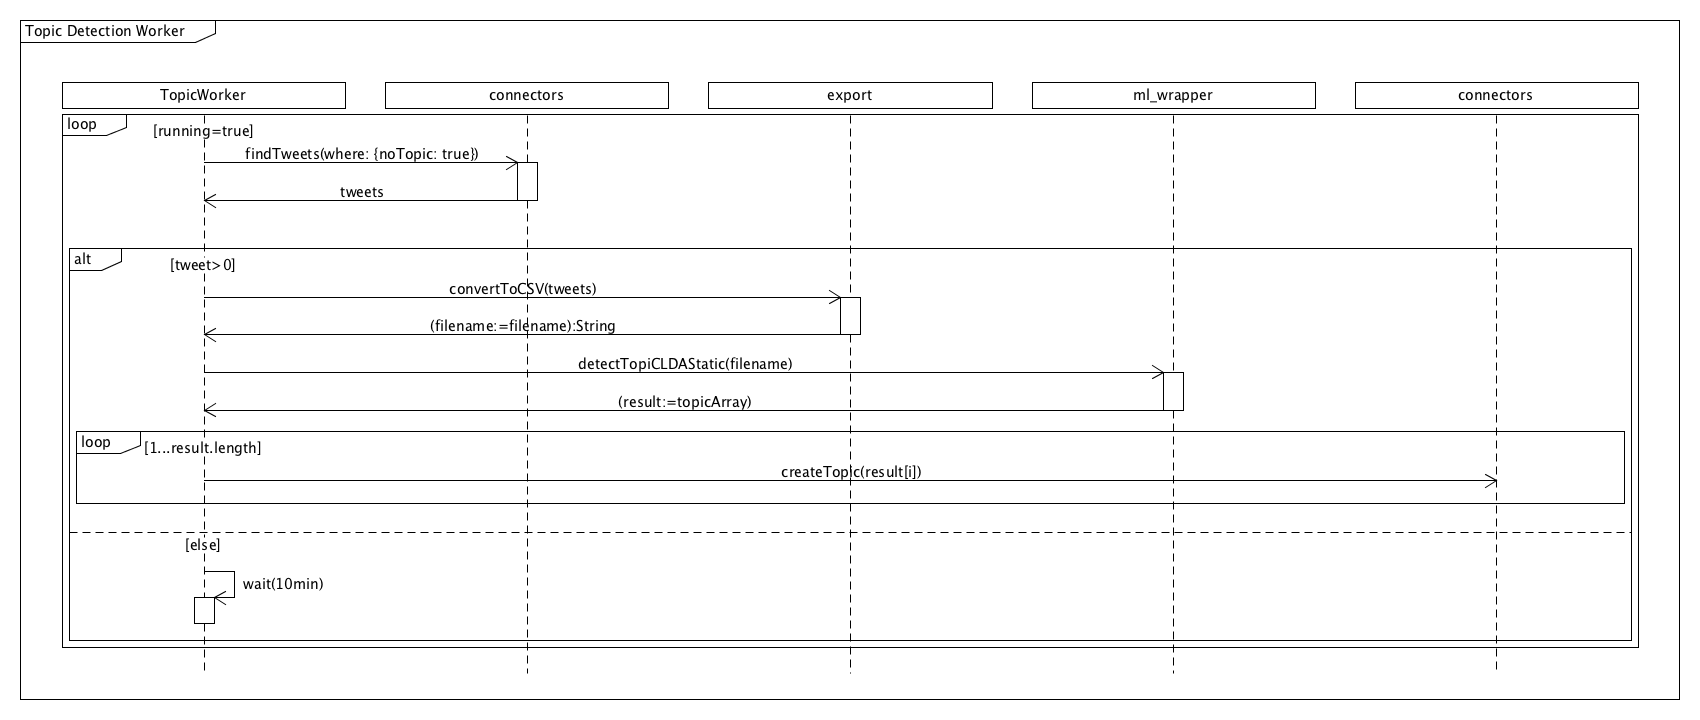 Topic Detection Worker
TopicWorker
connectors
export
ml_wrapper
connectors
loop
[running=true]
findTweets(where: {noTopic: true})
tweets
alt
[tweet>0]
convertToCSV(tweets)
(filename:=filename):String
detectTopiCLDAStatic(filename)
(result:=topicArray)
loop
[1...result.length]
createTopic(result[i])
[else]
wait(10min)